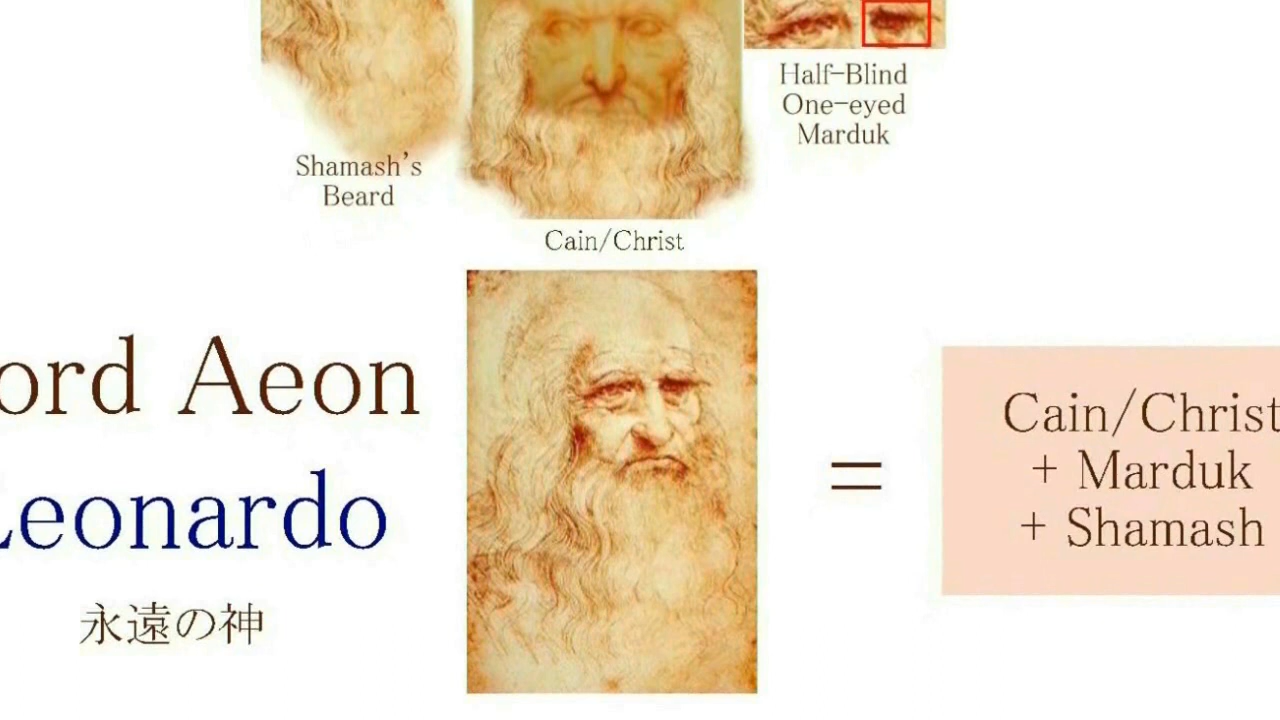 Half-Blind
One-eyed
Marduk
Shamash's
Beard
Cain/Christ
ord Aeon
Leonardo
永遠の神
=
Cain/Christ
+ Marduk
+ Shamash